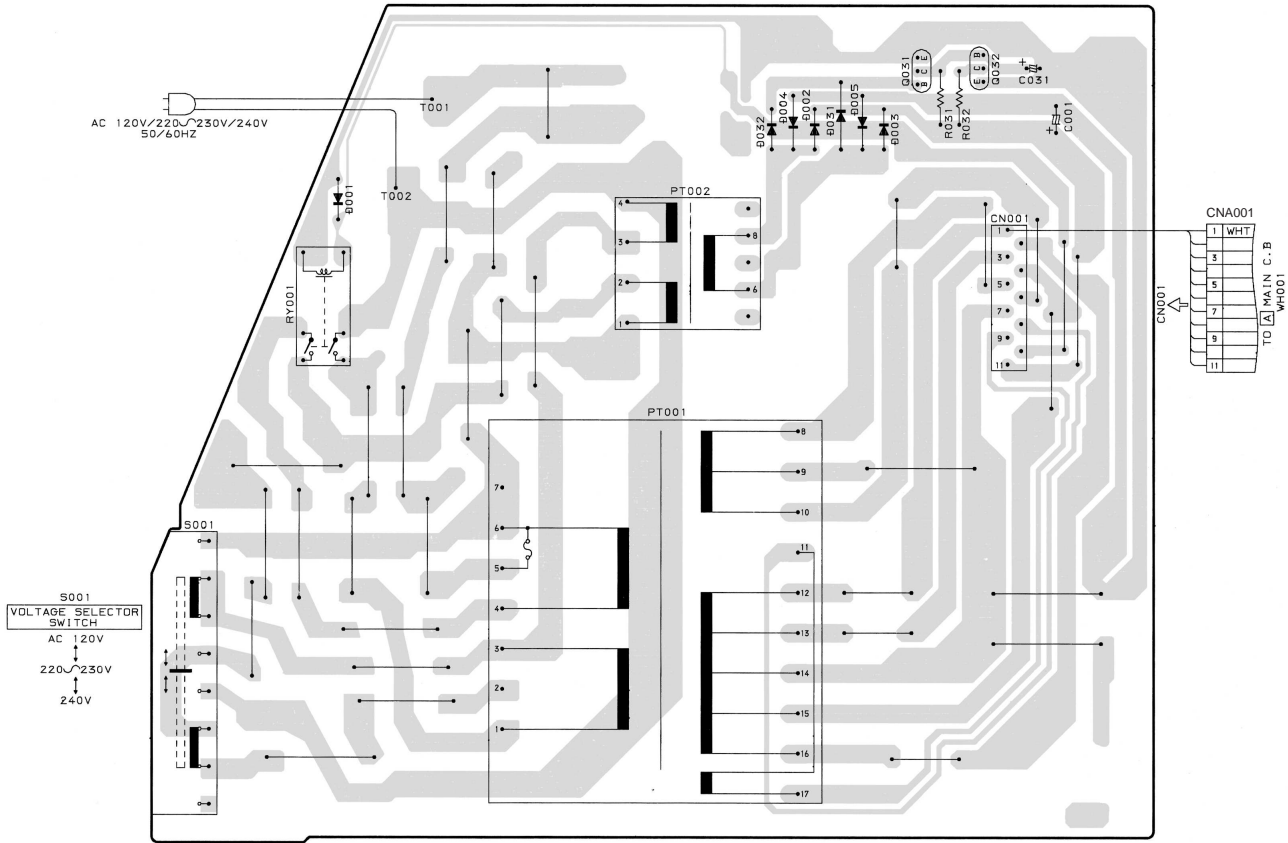 AC 120V/220∿230V/240V
50/60HZ
T001
T002
D001
RY001
D032
D004
D002
D031
D005
D003
Q031
B C E
R031
R032
Q032
E C B
+
C031
+
C001
PT002
4
3
2
1
8
6
CN001
1
3
5
7
9
11
CN001
CNA001
1 WHT
3
5
7
9
11
TO A MAIN C.B
WH001
PT001
7
6
5
4
3
2
1
8
9
10
11
12
13
14
15
16
17
S001
S001
VOLTAGE SELECTOR
SWITCH
AC 120V
220∿230V
240V